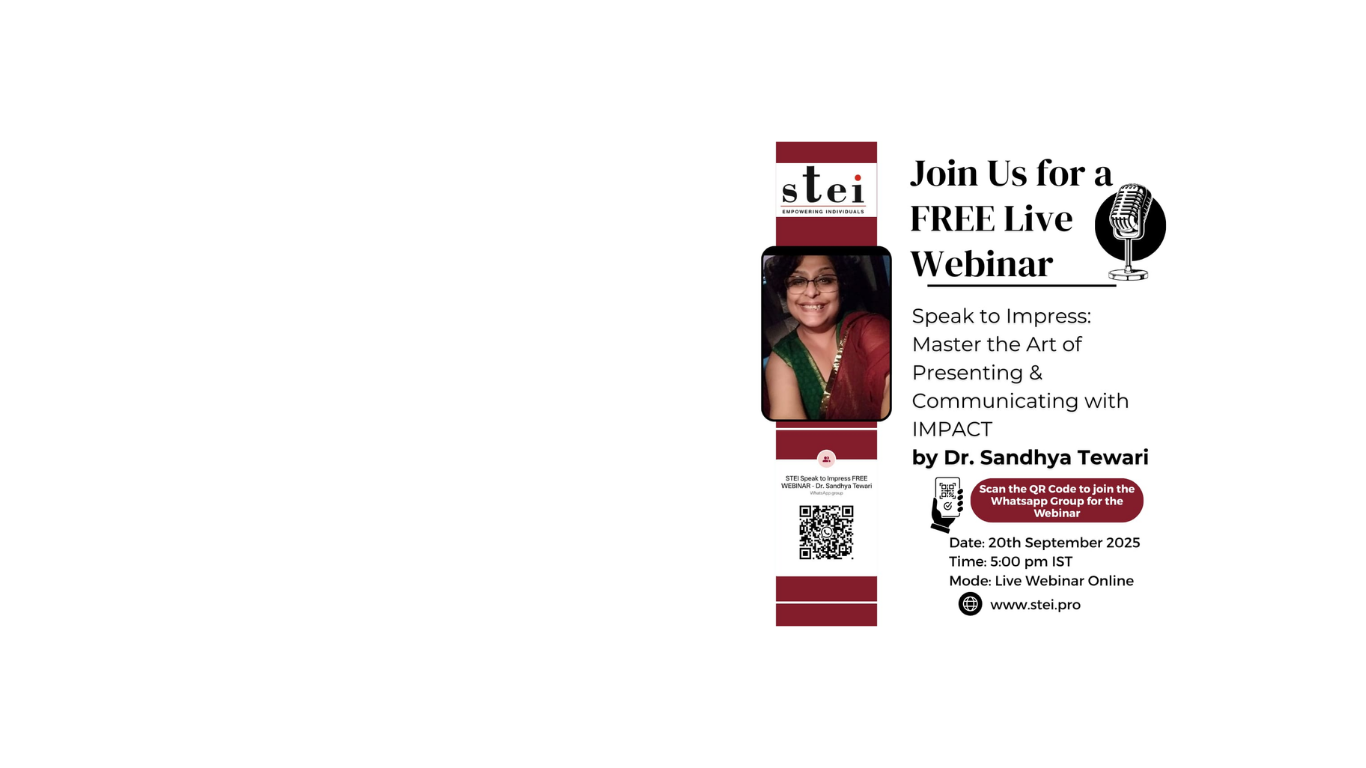 stei
EMPOWERING INDIVIDUALS
STEI Speak to Impress FREE
WEBINAR - Dr. Sandhya Tewari
WhatsApp group
Join Us for a
FREE Live
Webinar
Speak to Impress:
Master the Art of
Presenting &
Communicating with
IMPACT
by Dr. Sandhya Tewari
Scan the QR Code to join the
Whatsapp Group for the
Webinar
Date: 20th September 2025
Time: 5:00 pm IST
Mode: Live Webinar Online
www.stei.pro